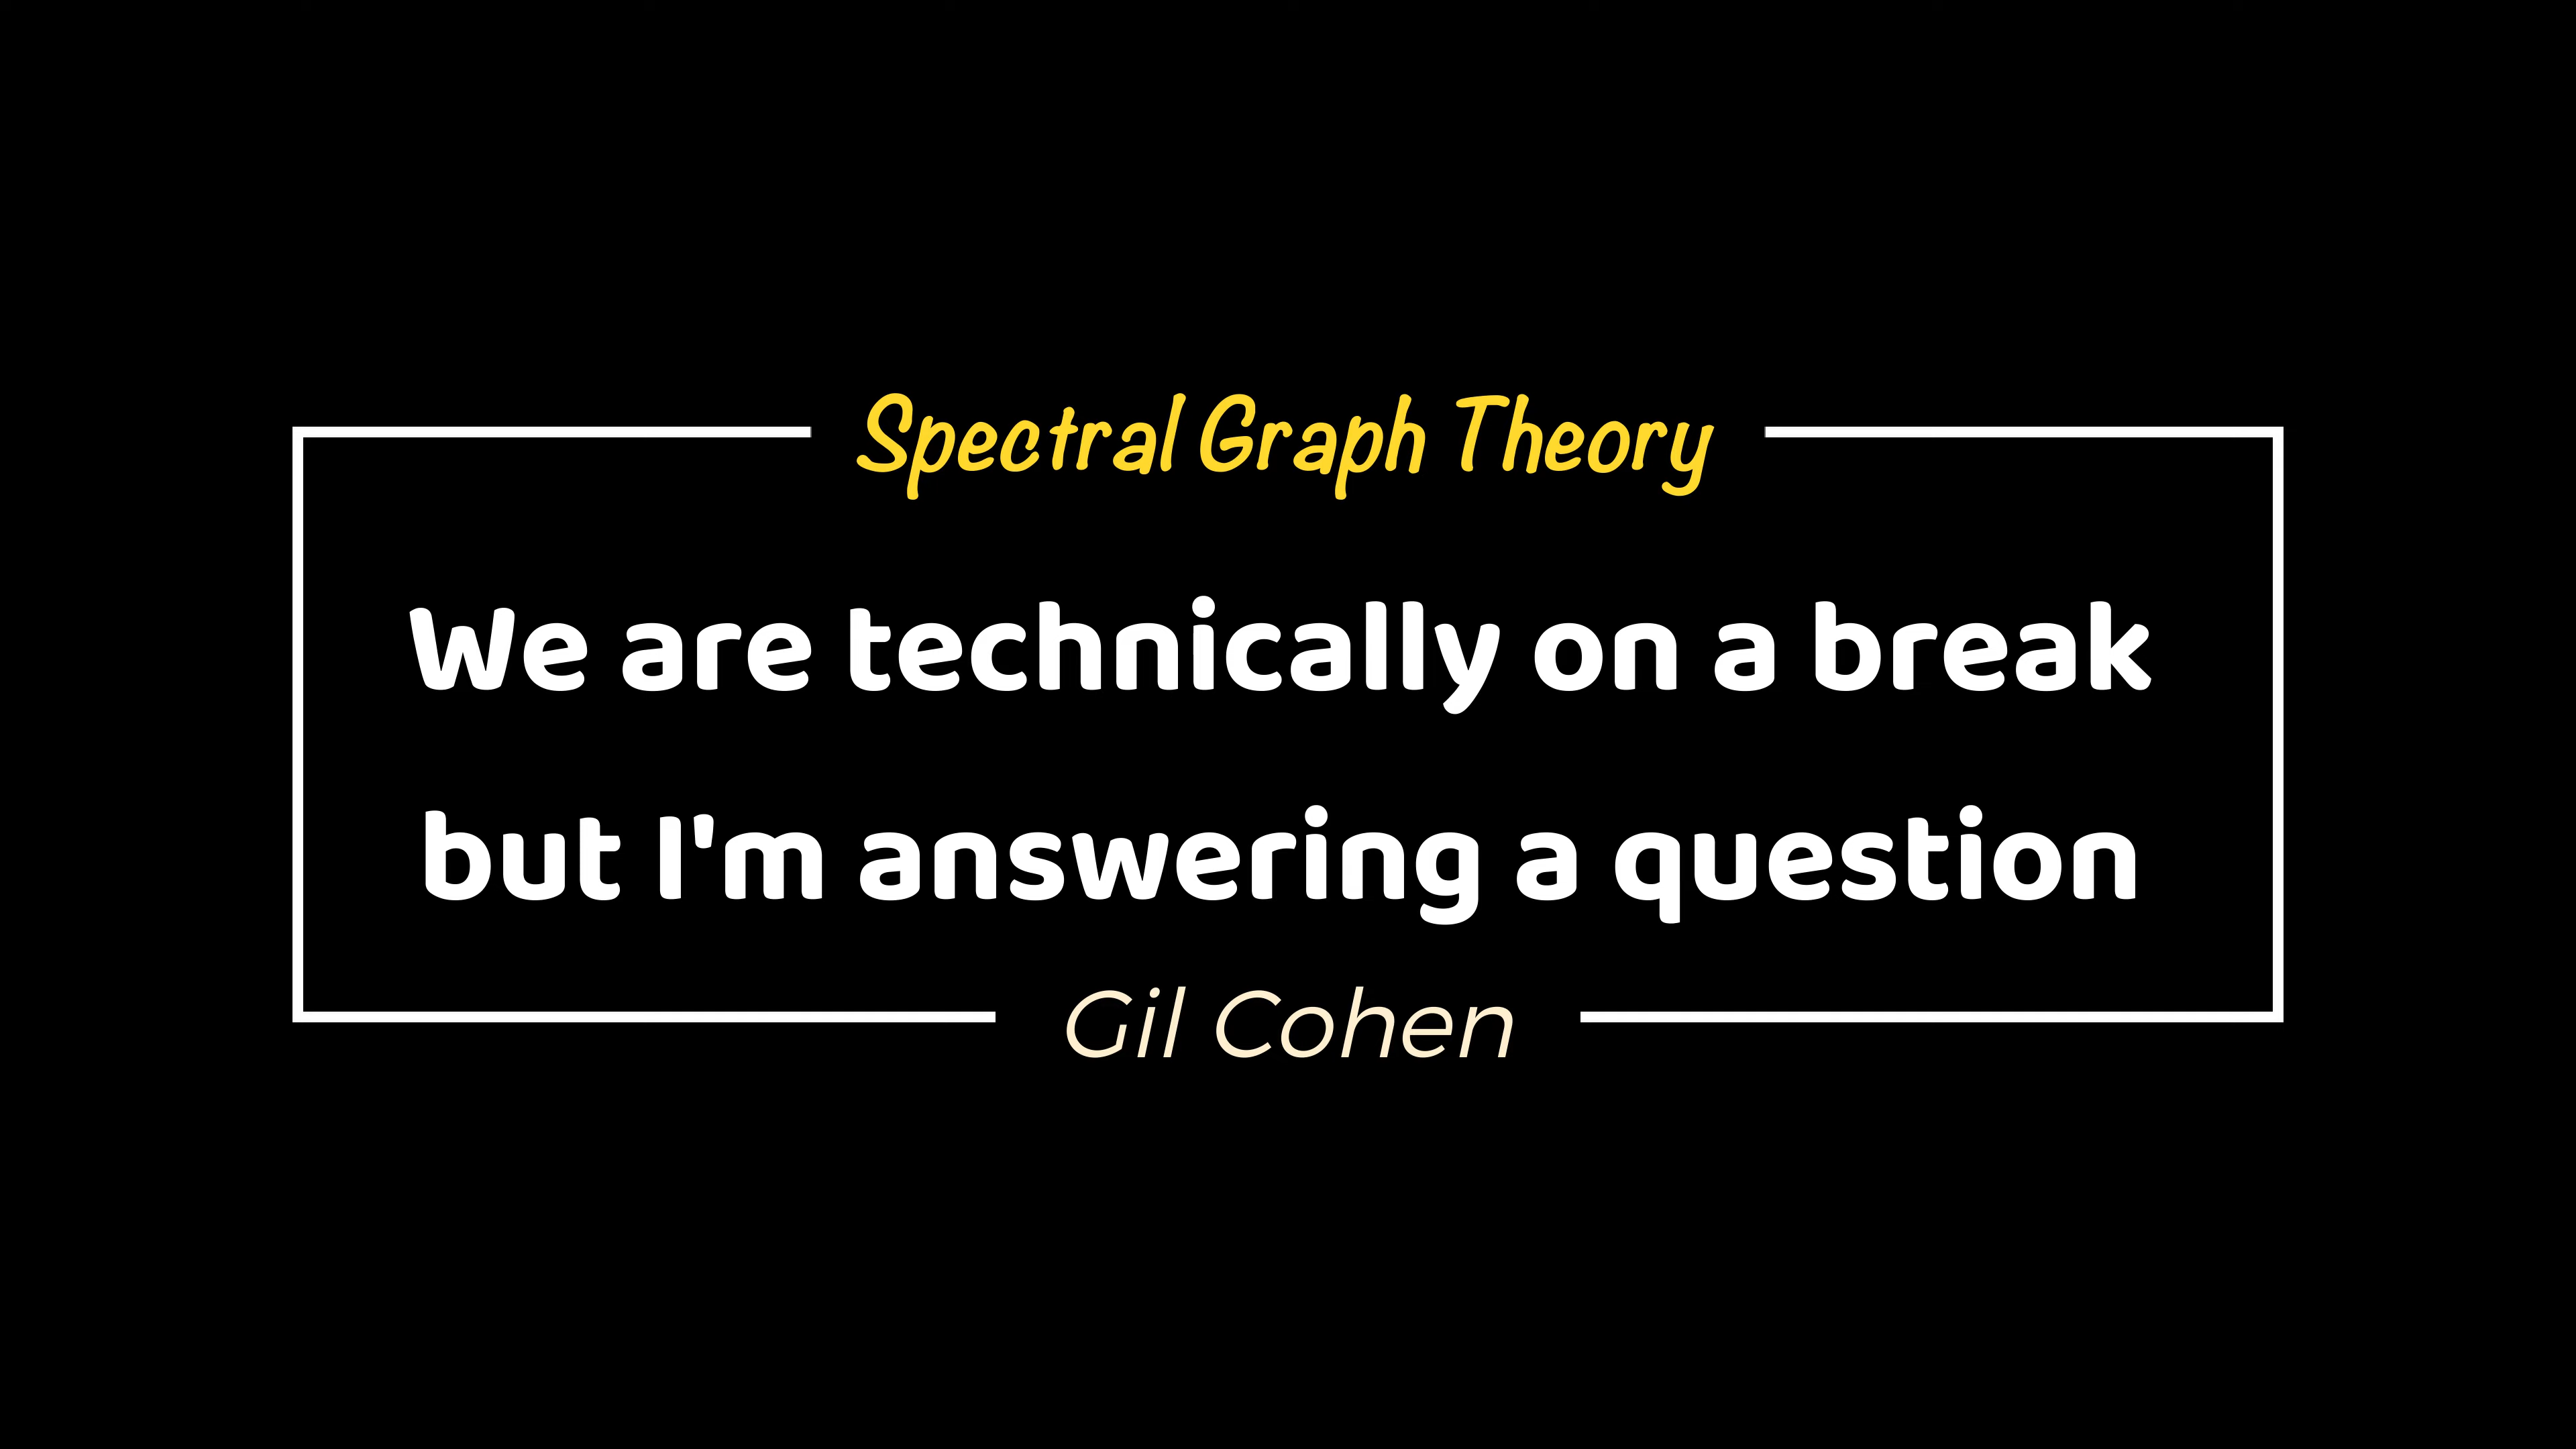 Spectral Graph Theory
We are technically on a break
but I'm answering a question
Gil Cohen